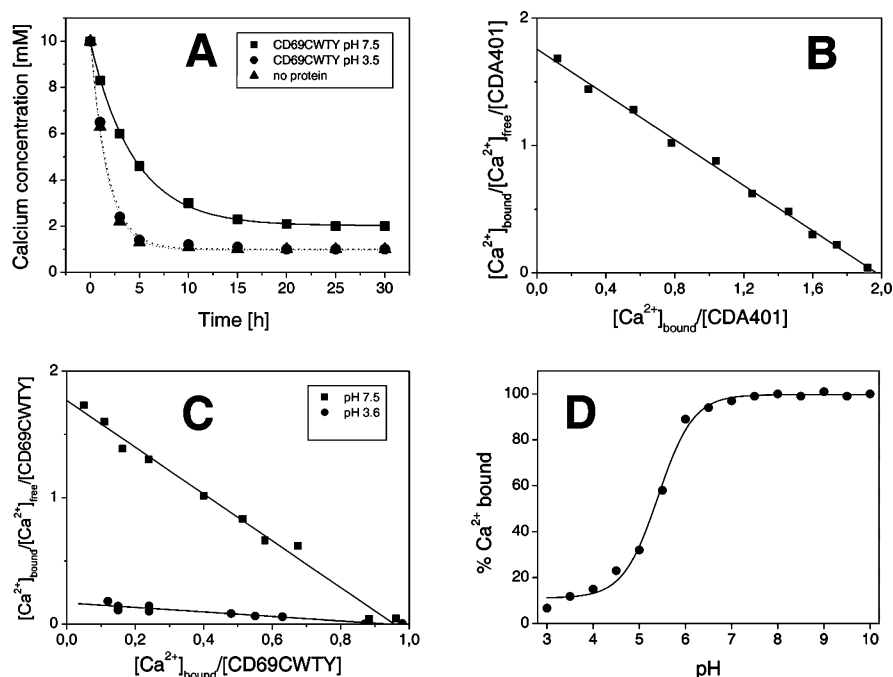 A
CD69CWTY pH 7.5
CD69CWTY pH 3.5
no protein
Calcium concentration [mM]
10
8
6
4
2
0
0 5 10 15 20 25 30
Time [h]
B
[Ca²⁺]bound/[Ca²⁺]free/[CDA401]
2
1
0
0,0 0,4 0,8 1,2 1,6 2,0
[Ca²⁺]bound/[CDA401]
C
pH 7.5
pH 3.6
[Ca²⁺]bound/[Ca²⁺]free/[CD69CWTY]
2
1
0
0,0 0,2 0,4 0,6 0,8 1,0
[Ca²⁺]bound/[CD69CWTY]
D
% Ca²⁺ bound
100
80
60
40
20
0
3 4 5 6 7 8 9 10
pH